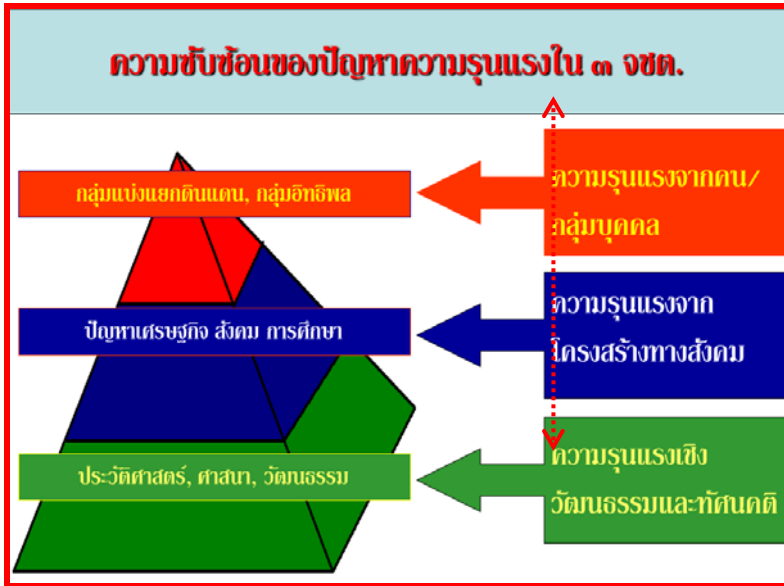 ความซับซ้อนของปัญหาความรุนแรงใน ๓ จชต.
กลุ่มแบ่งแยกดินแดน, กลุ่มอิทธิพล
ความรุนแรงจากคน/
กลุ่มบุคคล
ปัญหาเศรษฐกิจ สังคม การศึกษา
ความรุนแรงจาก
โครงสร้างทางสังคม
ประวัติศาสตร์, ศาสนา, วัฒนธรรม
ความรุนแรงเชิง
วัฒนธรรมและทัศนคติ